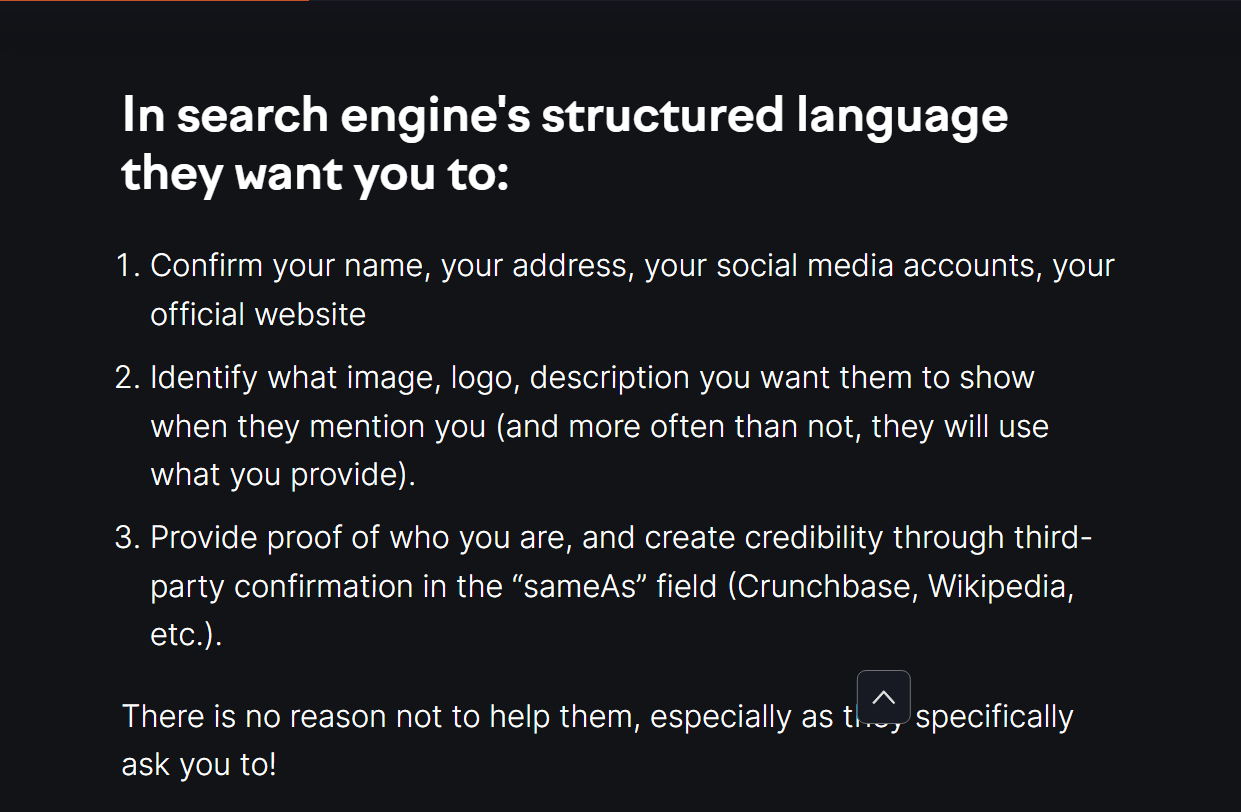 In search engine's structured language
they want you to:
1. Confirm your name, your address, your social media accounts, your
official website
2. Identify what image, logo, description you want them to show
when they mention you (and more often than not, they will use
what you provide).
3. Provide proof of who you are, and create credibility through third-
party confirmation in the “sameAs” field (Crunchbase, Wikipedia,
etc.).
There is no reason not to help them, especially as they specifically
ask you to!